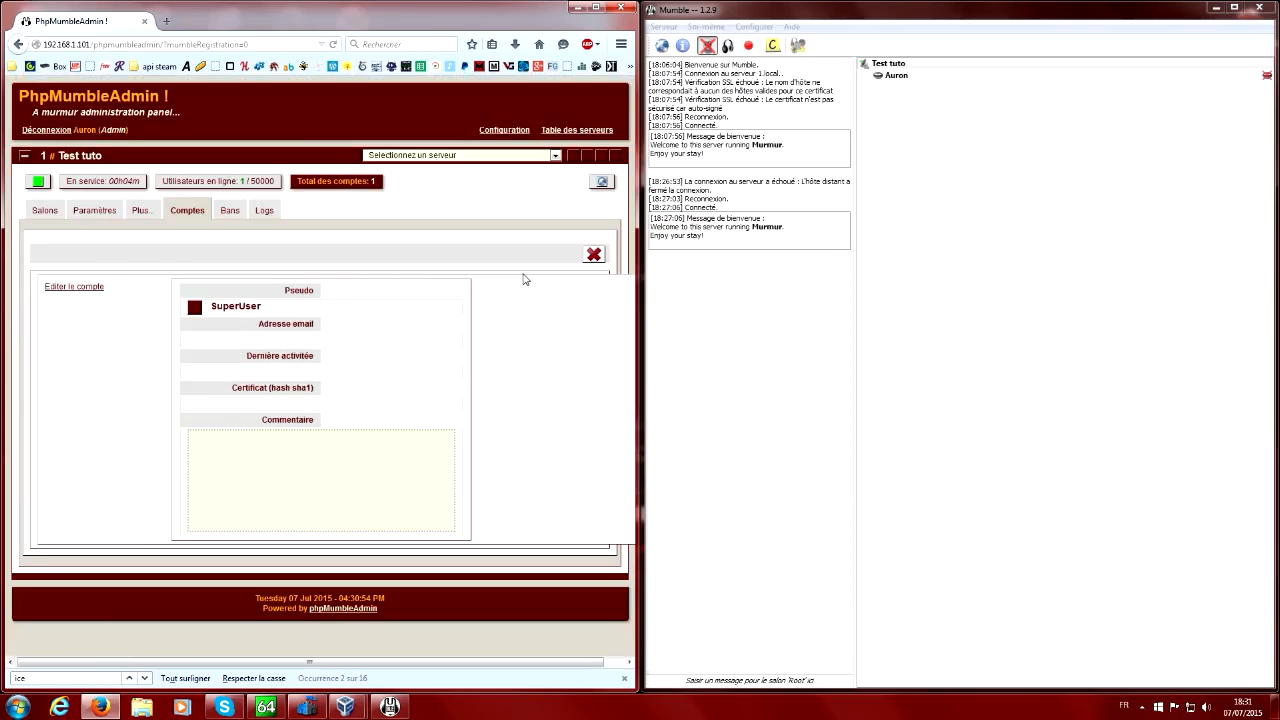 PhpMumbleAdmin !
192.168.1.101/phpmumbleadmin/?mumbleRegistration=0
Rechercher
Box
api steam
PhpMumbleAdmin !
A murmur administration panel...
Déconnexion Auron (Admin)
Configuration
Table des serveurs
1 # Test tuto
Selectionnez un serveur
En service: 00h04m
Utilisateurs en ligne: 1 / 50000
Total des comptes: 1
Salons
Paramètres
Plus..
Comptes
Bans
Logs
Editer le compte
Pseudo
SuperUser
Adresse email
Dernière activitée
Certificat (hash sha1)
Commentaire
Tuesday 07 Jul 2015 - 04:30:54 PM
Powered by phpMumbleAdmin
ice
Tout surligner
Respecter la casse
Occurrence 2 sur 16
Mumble -- 1.2.9
Serveur
Soi-même
Configurer
Aide
[18:06:04] Bienvenue sur Mumble.
[18:07:54] Connexion au serveur 1.local..
[18:07:54] Vérification SSL échoué : Le nom d'hôte ne
correspondait à aucun des hôtes valides pour ce certificat
[18:07:54] Vérification SSL échoué : Le certificat n'est pas
sécurisé car auto-signé
[18:07:56] Reconnexion.
[18:07:56] Connecté.
[18:07:56] Message de bienvenue :
Welcome to this server running Murmur.
Enjoy your stay!
[18:26:53] La connexion au serveur a échoué : L'hôte distant a
fermé la connexion.
[18:27:03] Reconnexion.
[18:27:06] Connecté.
[18:27:06] Message de bienvenue :
Welcome to this server running Murmur.
Enjoy your stay!
Test tuto
Auron
Saisir un message pour le salon 'Root' ici
64
FR
18:31
07/07/2015